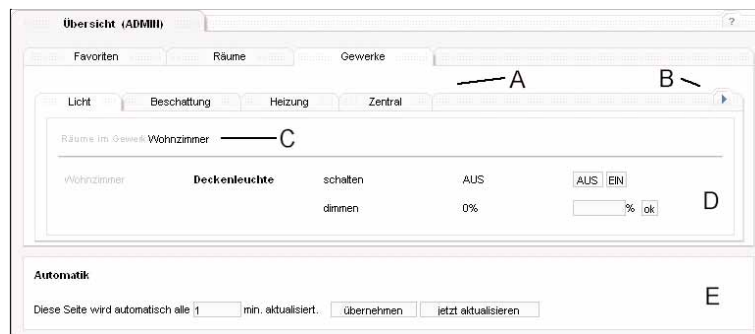 Übersicht (ADMIN) ?
Favoriten Räume Gewerke
A B
Licht Beschattung Heizung Zentral
Räume im Gewerk Wohnzimmer C
Wohnzimmer Deckenleuchte schalten AUS AUS EIN
dimmen 0% % ok D
Automatik
E
Diese Seite wird automatisch alle 1 min. aktualisiert. übernehmen jetzt aktualisieren